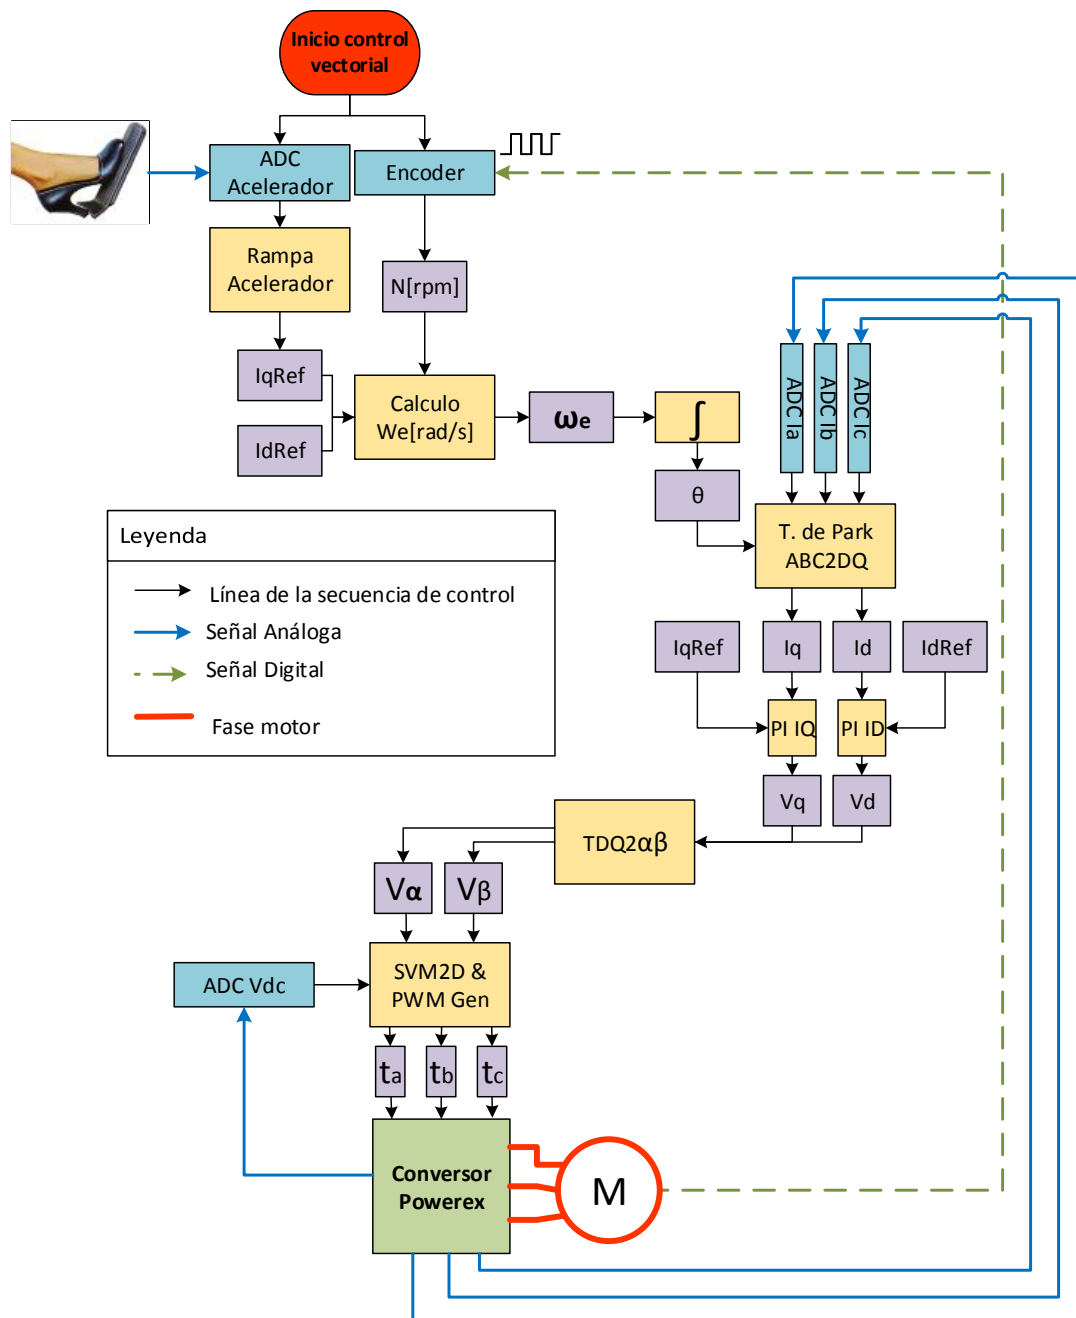 Inicio control
vectorial
ADC
Acelerador
Encoder
Rampa
Acelerador
N[rpm]
IqRef
IdRef
Calculo
We[rad/s]
ωe
∫
θ
ADC Ia
ADC Ib
ADC Ic
T. de Park
ABC2DQ
Leyenda
Línea de la secuencia de control
Señal Análoga
Señal Digital
Fase motor
IqRef
Iq
Id
IdRef
PI IQ
PI ID
Vq
Vd
TDQ2αβ
Vα
Vβ
ADC Vdc
SVM2D &
PWM Gen
ta
tb
tc
Conversor
Powerex
M